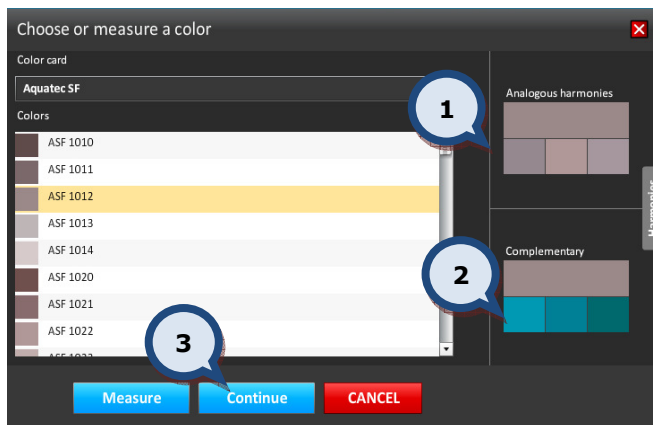 Choose or measure a color
Color card
Aquatec SF
Colors
ASF 1010
ASF 1011
ASF 1012
ASF 1013
ASF 1014
ASF 1020
ASF 1021
ASF 1022
1
Analogous harmonies
Harmonies
2
Complementary
3
Measure
Continue
CANCEL